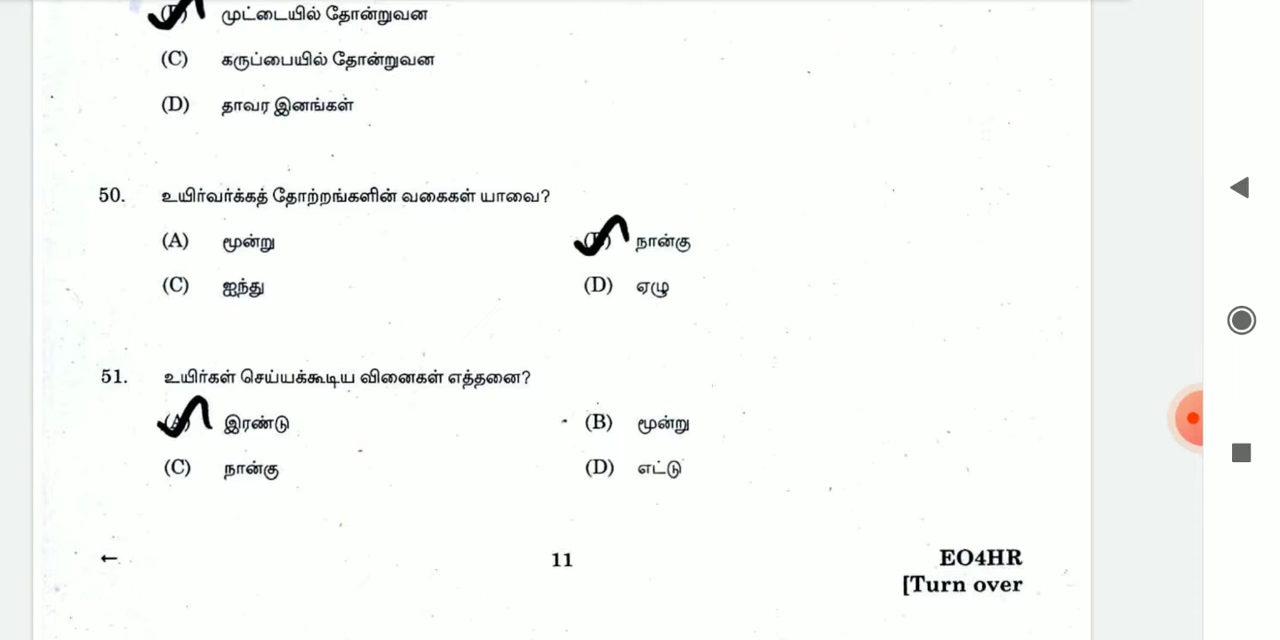 முட்டையில் தோன்றுவன
(C) கருப்பையில் தோன்றுவன
(D) தாவர இனங்கள்
50. உயிர்வர்க்கத் தோற்றங்களின் வகைகள் யாவை?
(A) மூன்று நான்கு
(C) ஐந்து (D) ஏழு
51. உயிர்கள் செய்யக்கூடிய வினைகள் எத்தனை?
(A) இரண்டு (B) மூன்று
(C) நான்கு (D) எட்டு
← 11 EO4HR
[Turn over